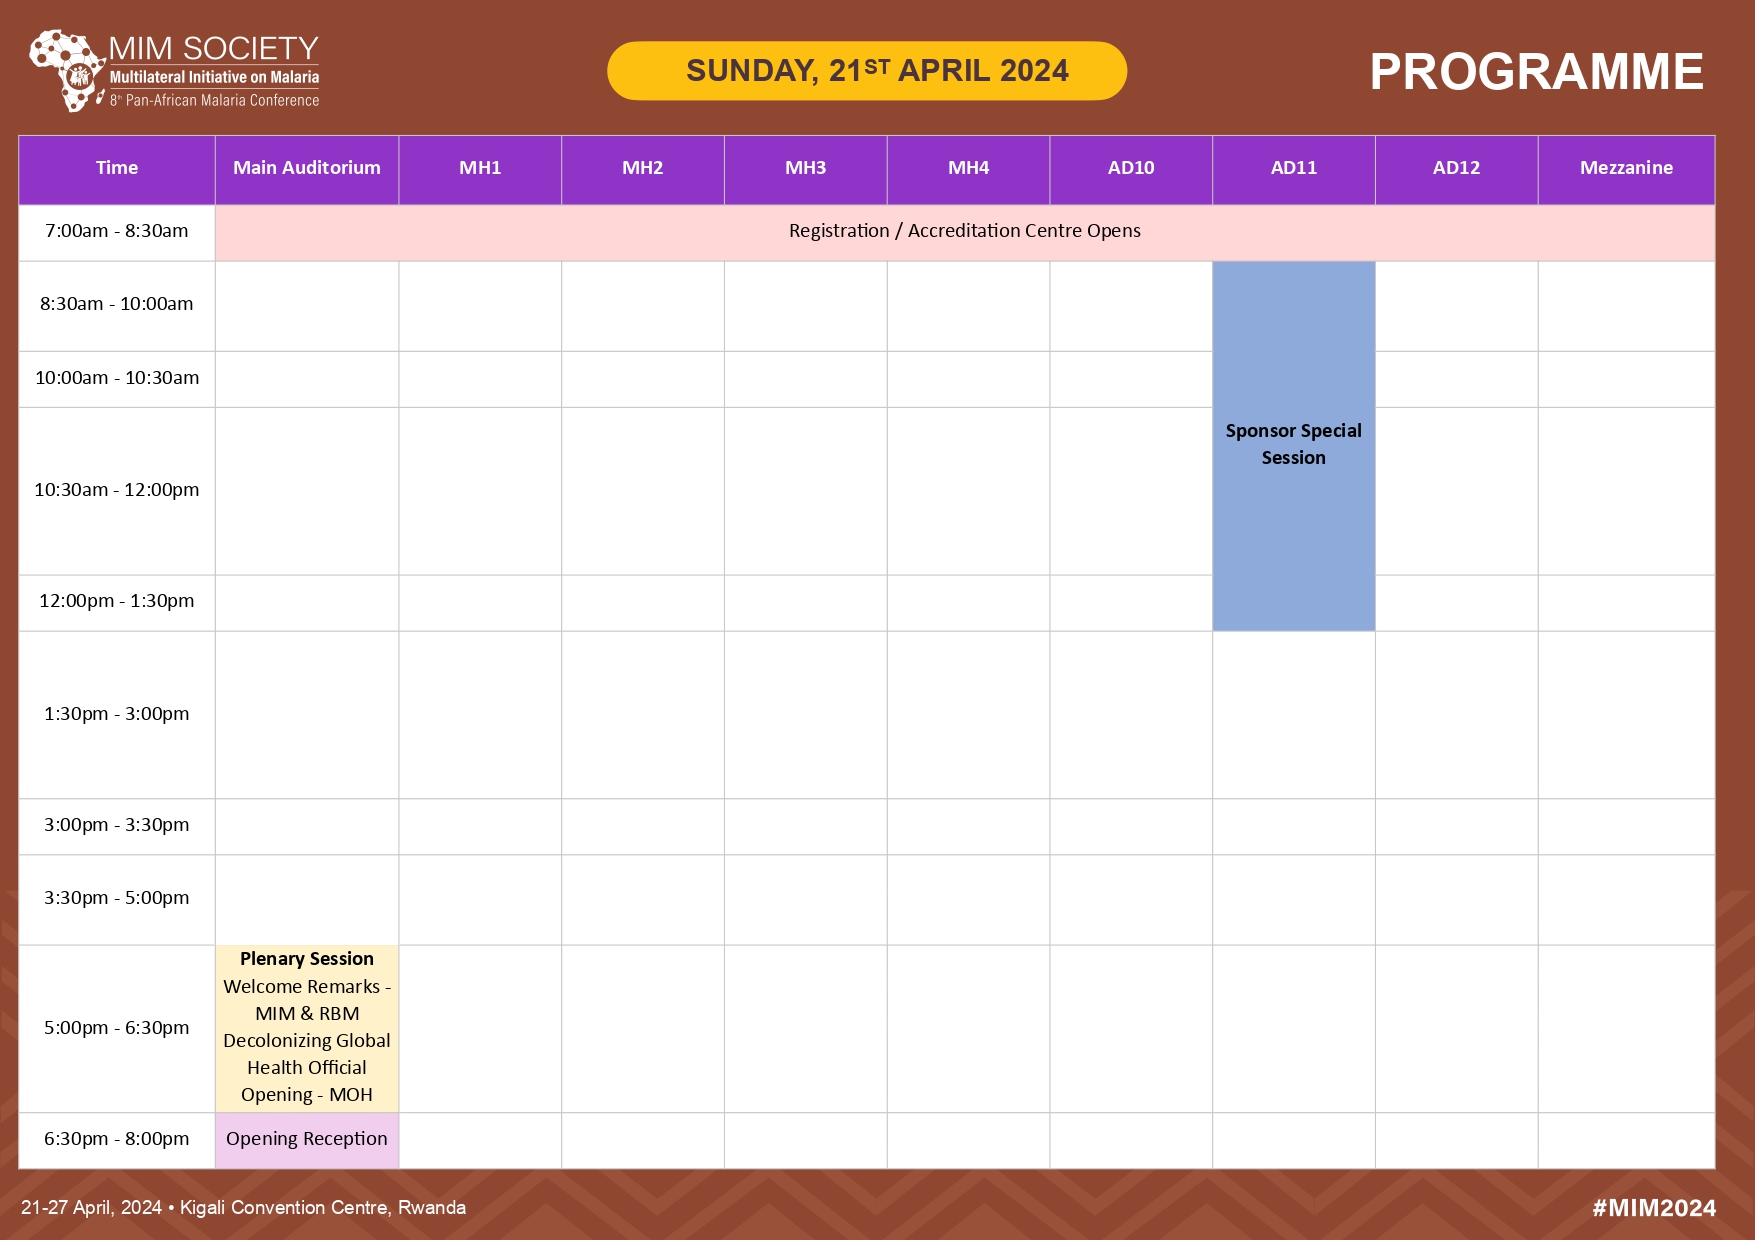 MIM SOCIETY
Multilateral Initiative on Malaria
8th Pan-African Malaria Conference
SUNDAY, 21ST APRIL 2024
PROGRAMME
Time Main Auditorium MH1 MH2 MH3 MH4 AD10 AD11 AD12 Mezzanine
7:00am - 8:30am Registration / Accreditation Centre Opens
8:30am - 10:00am
10:00am - 10:30am
Sponsor Special
Session
10:30am - 12:00pm
12:00pm - 1:30pm
1:30pm - 3:00pm
3:00pm - 3:30pm
3:30pm - 5:00pm
5:00pm - 6:30pm
Plenary Session
Welcome Remarks -
MIM & RBM
Decolonizing Global
Health Official
Opening - MOH
6:30pm - 8:00pm Opening Reception
21-27 April, 2024 • Kigali Convention Centre, Rwanda
#MIM2024